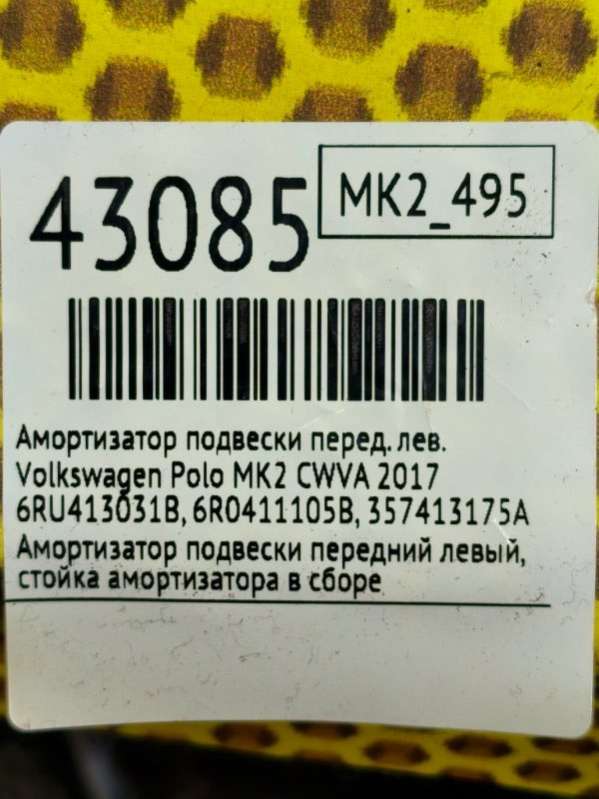 43085
MK2_495
Амортизатор подвески перед. лев.
Volkswagen Polo MK2 CWVA 2017
6RU413031B, 6R0411105B, 357413175A
Амортизатор подвески передний левый,
стойка амортизатора в сборе